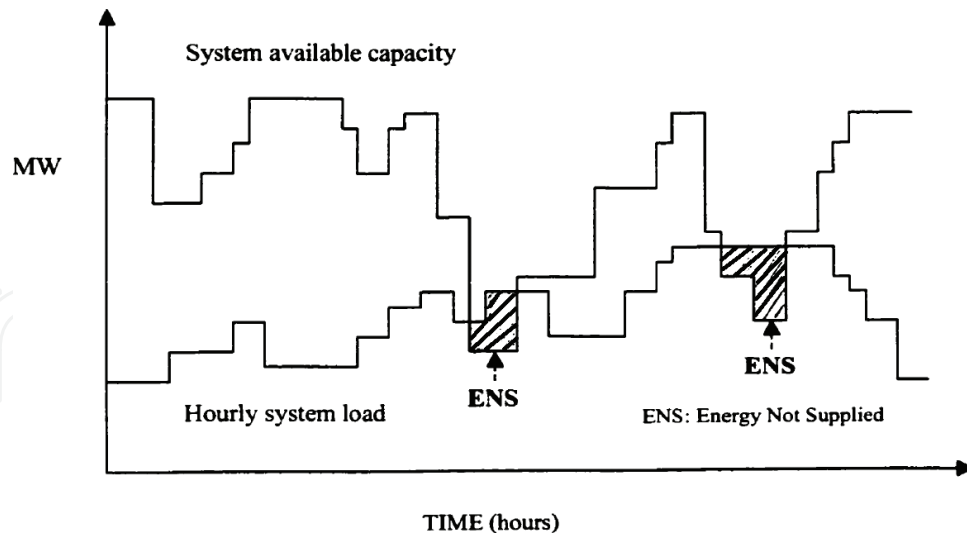 System available capacity
MW
ENS
ENS
Hourly system load
ENS: Energy Not Supplied
TIME (hours)